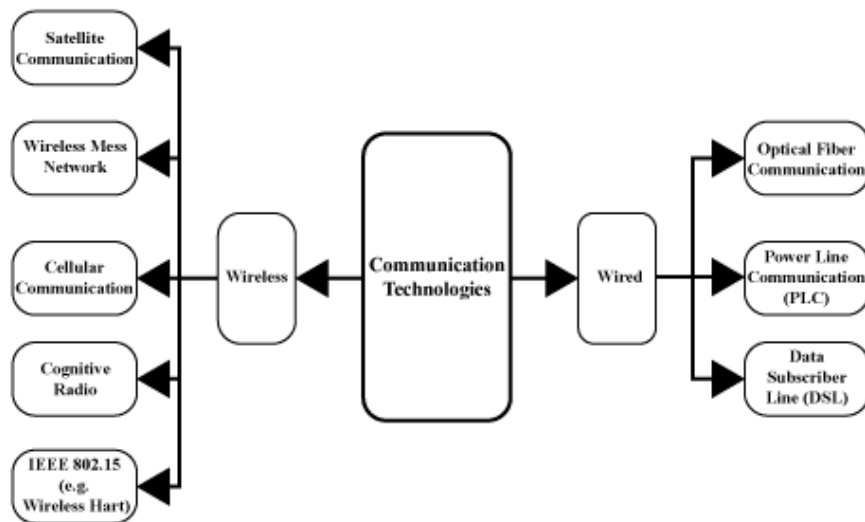 Satellite
Communication
Wireless Mess
Network
Cellular
Communication
Cognitive
Radio
IEEE 802.15
(e.g.
Wireless Hart)
Wireless
Communication
Technologies
Wired
Optical Fiber
Communication
Power Line
Communication
(PLC)
Data
Subscriber
Line (DSL)